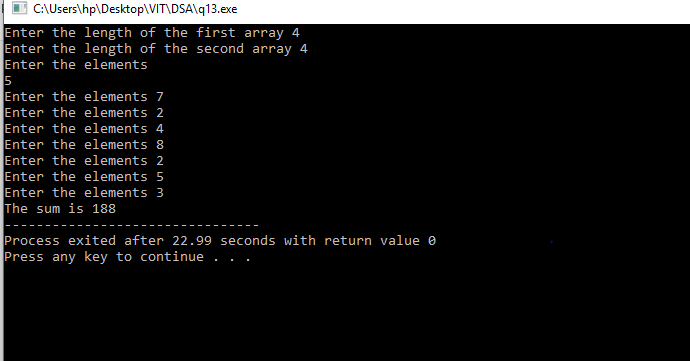 C:\Users\hp\Desktop\VIT\DSA\q13.exe
Enter the length of the first array 4
Enter the length of the second array 4
Enter the elements
5
Enter the elements 7
Enter the elements 2
Enter the elements 4
Enter the elements 8
Enter the elements 2
Enter the elements 5
Enter the elements 3
The sum is 188
--------------------------------
Process exited after 22.99 seconds with return value 0
Press any key to continue . . .